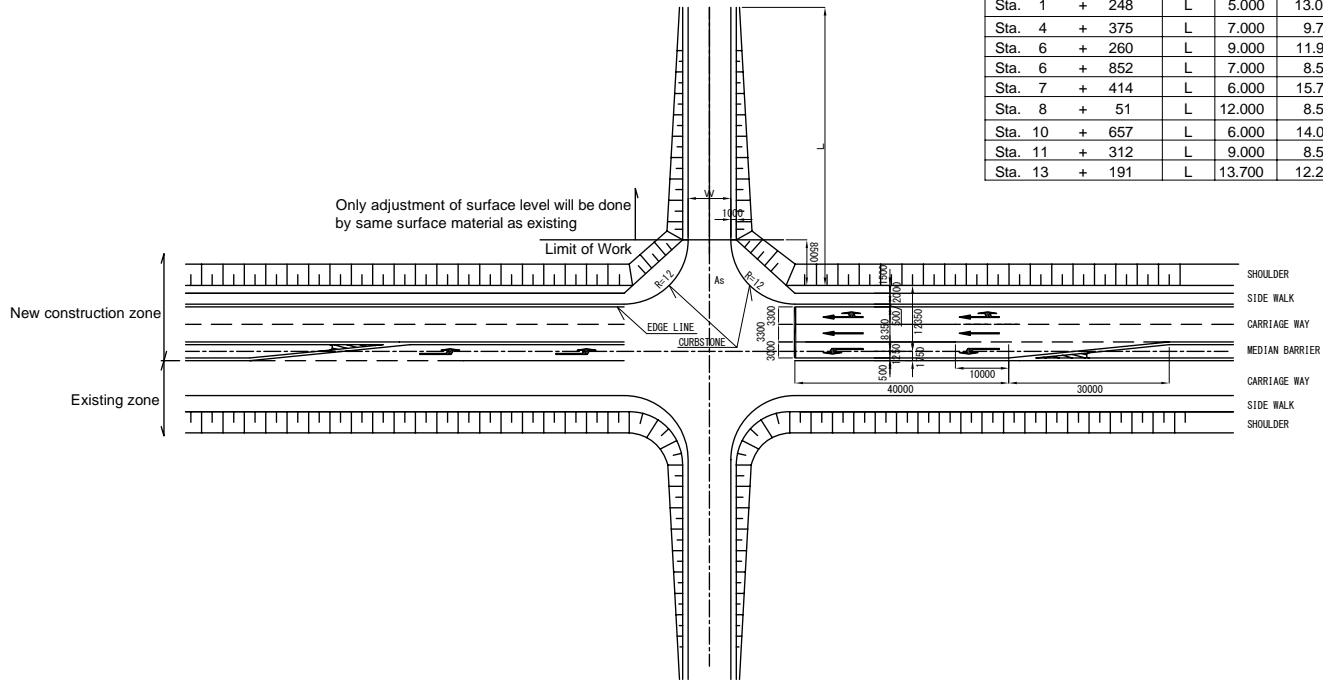 Sta. 1 + 248 L 5.000 13.0
Sta. 4 + 375 L 7.000 9.7
Sta. 6 + 260 L 9.000 11.9
Sta. 6 + 852 L 7.000 8.5
Sta. 7 + 414 L 6.000 15.7
Sta. 8 + 51 L 12.000 8.5
Sta. 10 + 657 L 6.000 14.0
Sta. 11 + 312 L 9.000 8.5
Sta. 13 + 191 L 13.700 12.2
L
Only adjustment of surface level will be done
by same surface material as existing
W
1000
Limit of Work
8500
R=12
As
R=12
1500
SHOULDER
2000
SIDE WALK
New construction zone
EDGE LINE
CURBSTONE
3300
3300
3000
8350
500
12350
CARRIAGE WAY
1250
1750
MEDIAN BARRIER
500
10000
40000
30000
CARRIAGE WAY
Existing zone
SIDE WALK
SHOULDER